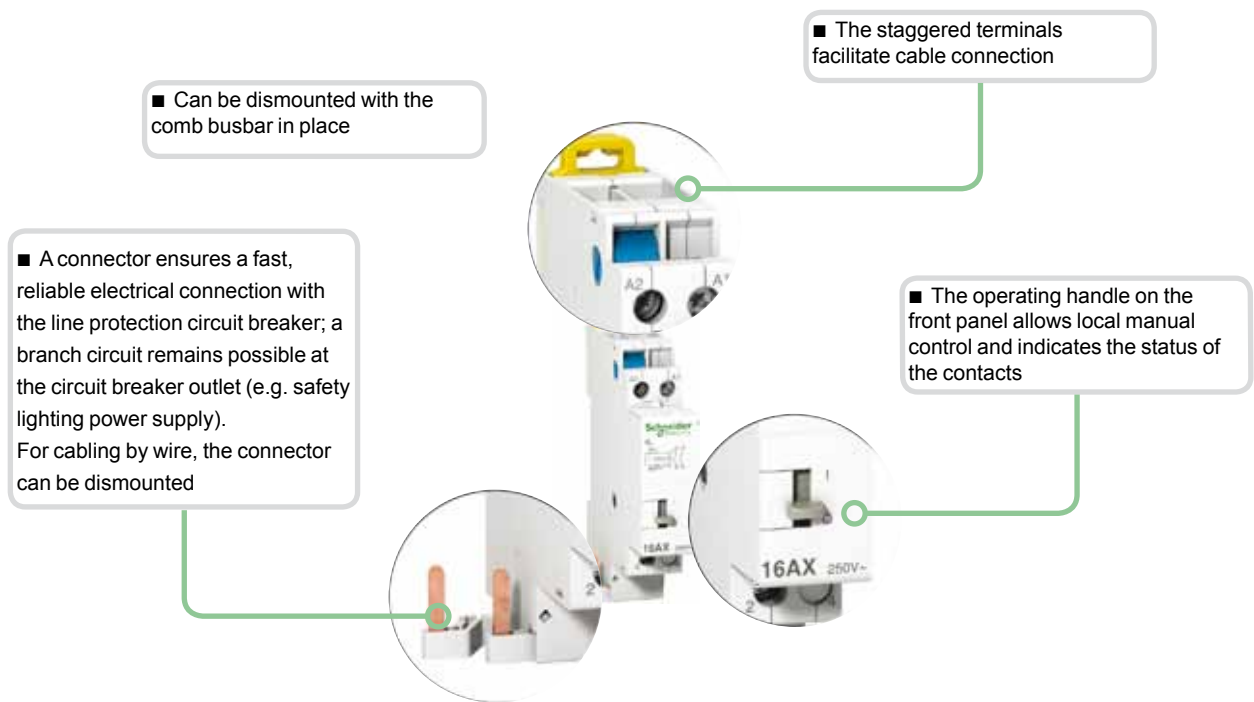 ■ The staggered terminals
facilitate cable connection
■ Can be dismounted with the
comb busbar in place
■ A connector ensures a fast,
reliable electrical connection with
the line protection circuit breaker; a
branch circuit remains possible at
the circuit breaker outlet (e.g. safety
lighting power supply).
For cabling by wire, the connector
can be dismounted
■ The operating handle on the
front panel allows local manual
control and indicates the status of
the contacts
A2 A1
Schneider
Electric
16AX
2
16AX 250V~
2